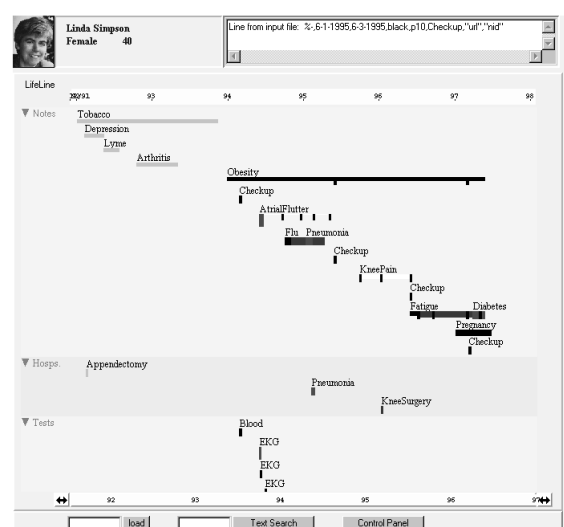 Linda Simpson
Female 40
Line from input file: %-,6-1-1995,6-3-1995,black,p10,Checkup,"url","nid"
LifeLine
93 94 95 96 97 98
Notes
Tobacco
Depression
Lyme
Arthritis
Obesity
Checkup
AtrialFlutter
Flu Pneumonia
Checkup
KneePain
Checkup
Fatigue Diabetes
Pregnancy
Checkup
Hosps.
Appendectomy
Pneumonia
KneeSurgery
Tests
Blood
EKG
EKG
EKG
92 93 94 95 96 97
load Text Search Control Panel